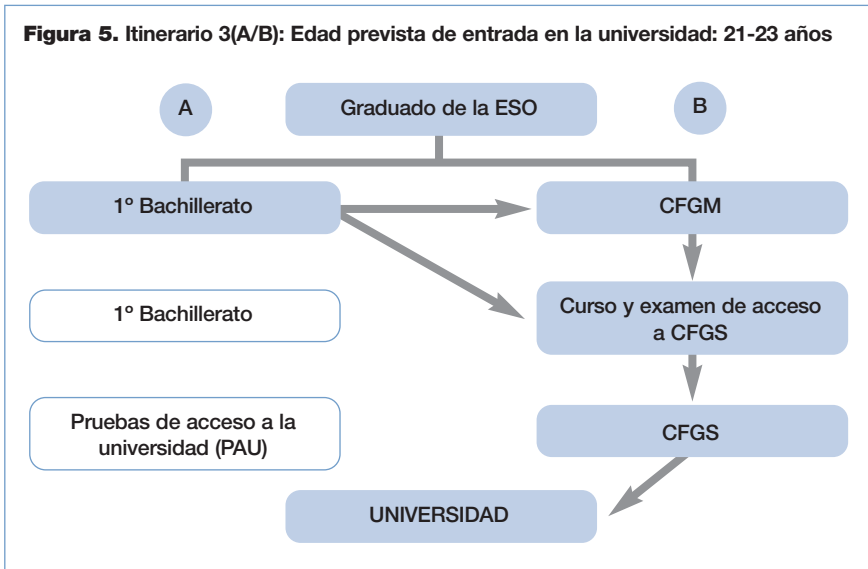 Figura 5. Itinerario 3(A/B): Edad prevista de entrada en la universidad: 21-23 años
A
Graduado de la ESO
B
1º Bachillerato
CFGM
1º Bachillerato
Curso y examen de acceso
a CFGS
Pruebas de acceso a la
universidad (PAU)
CFGS
UNIVERSIDAD